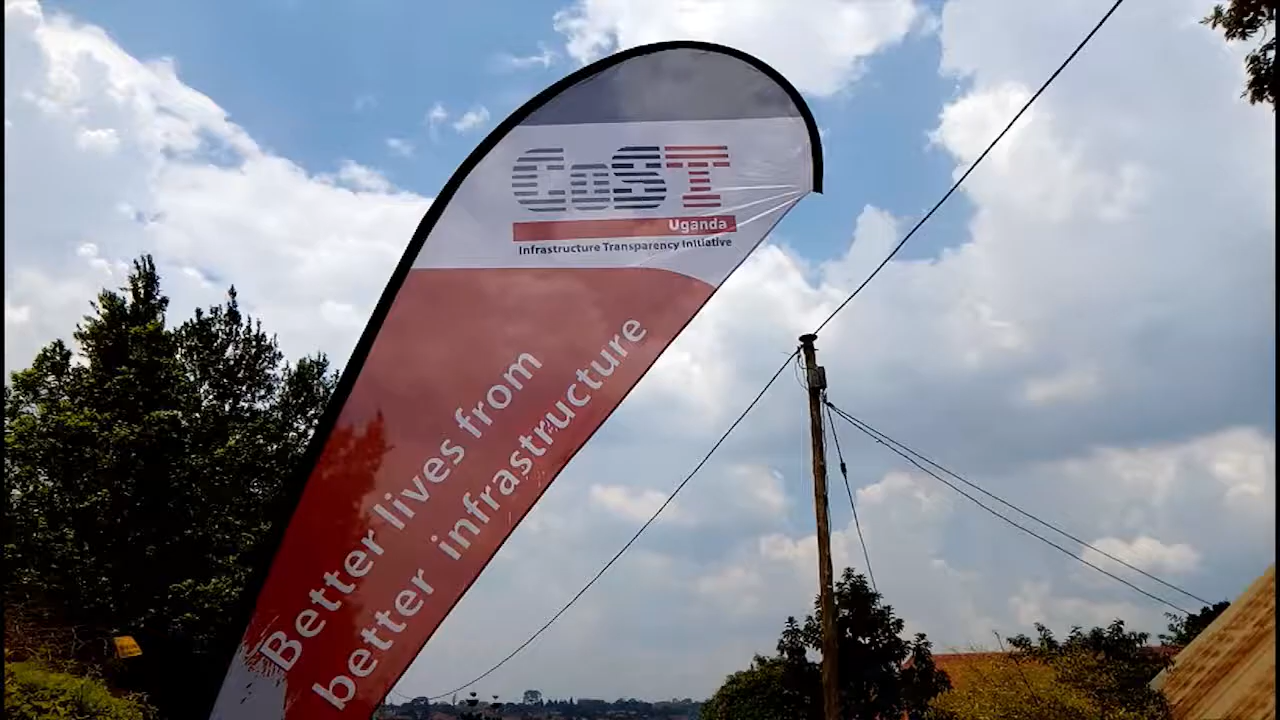 CoST
Uganda
Infrastructure Transparency Initiative
Better lives from
better infrastructure